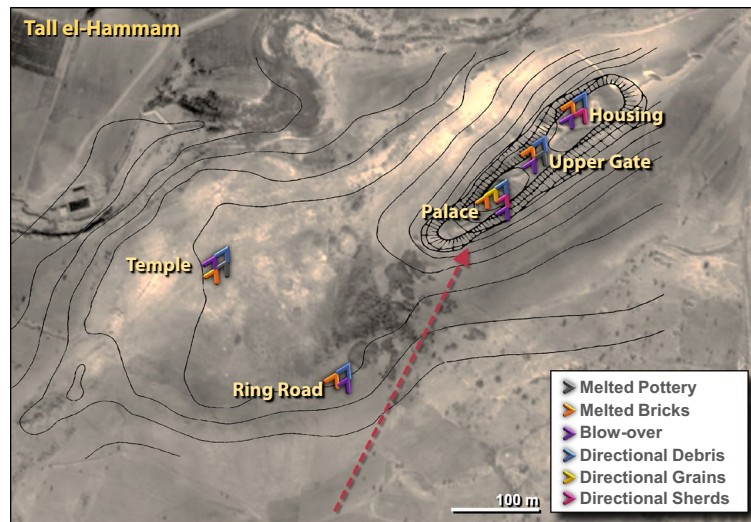 Tall el-Hammam
Housing
Upper Gate
Palace
Temple
Ring Road
Melted Pottery
Melted Bricks
Blow-over
Directional Debris
Directional Grains
Directional Sherds
100 m